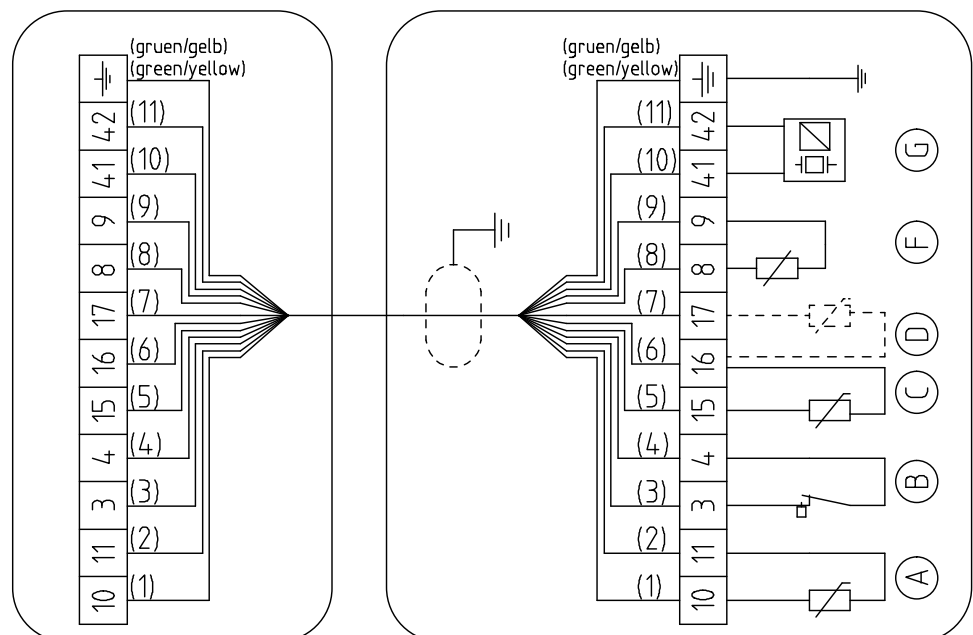 (gruen/gelb)
(green/yellow)
42 (11)
41 (10)
9 (9)
8 (8)
17 (7)
16 (6)
15 (5)
4 (4)
3 (3)
11 (2)
10 (1)
(gruen/gelb)
(green/yellow)
(11) 42
(10) 41
(9) 9
(8) 8
(7) 17
(6) 16
(5) 15
(4) 4
(3) 3
(2) 11
(1) 10
G
F
D
C
B
A